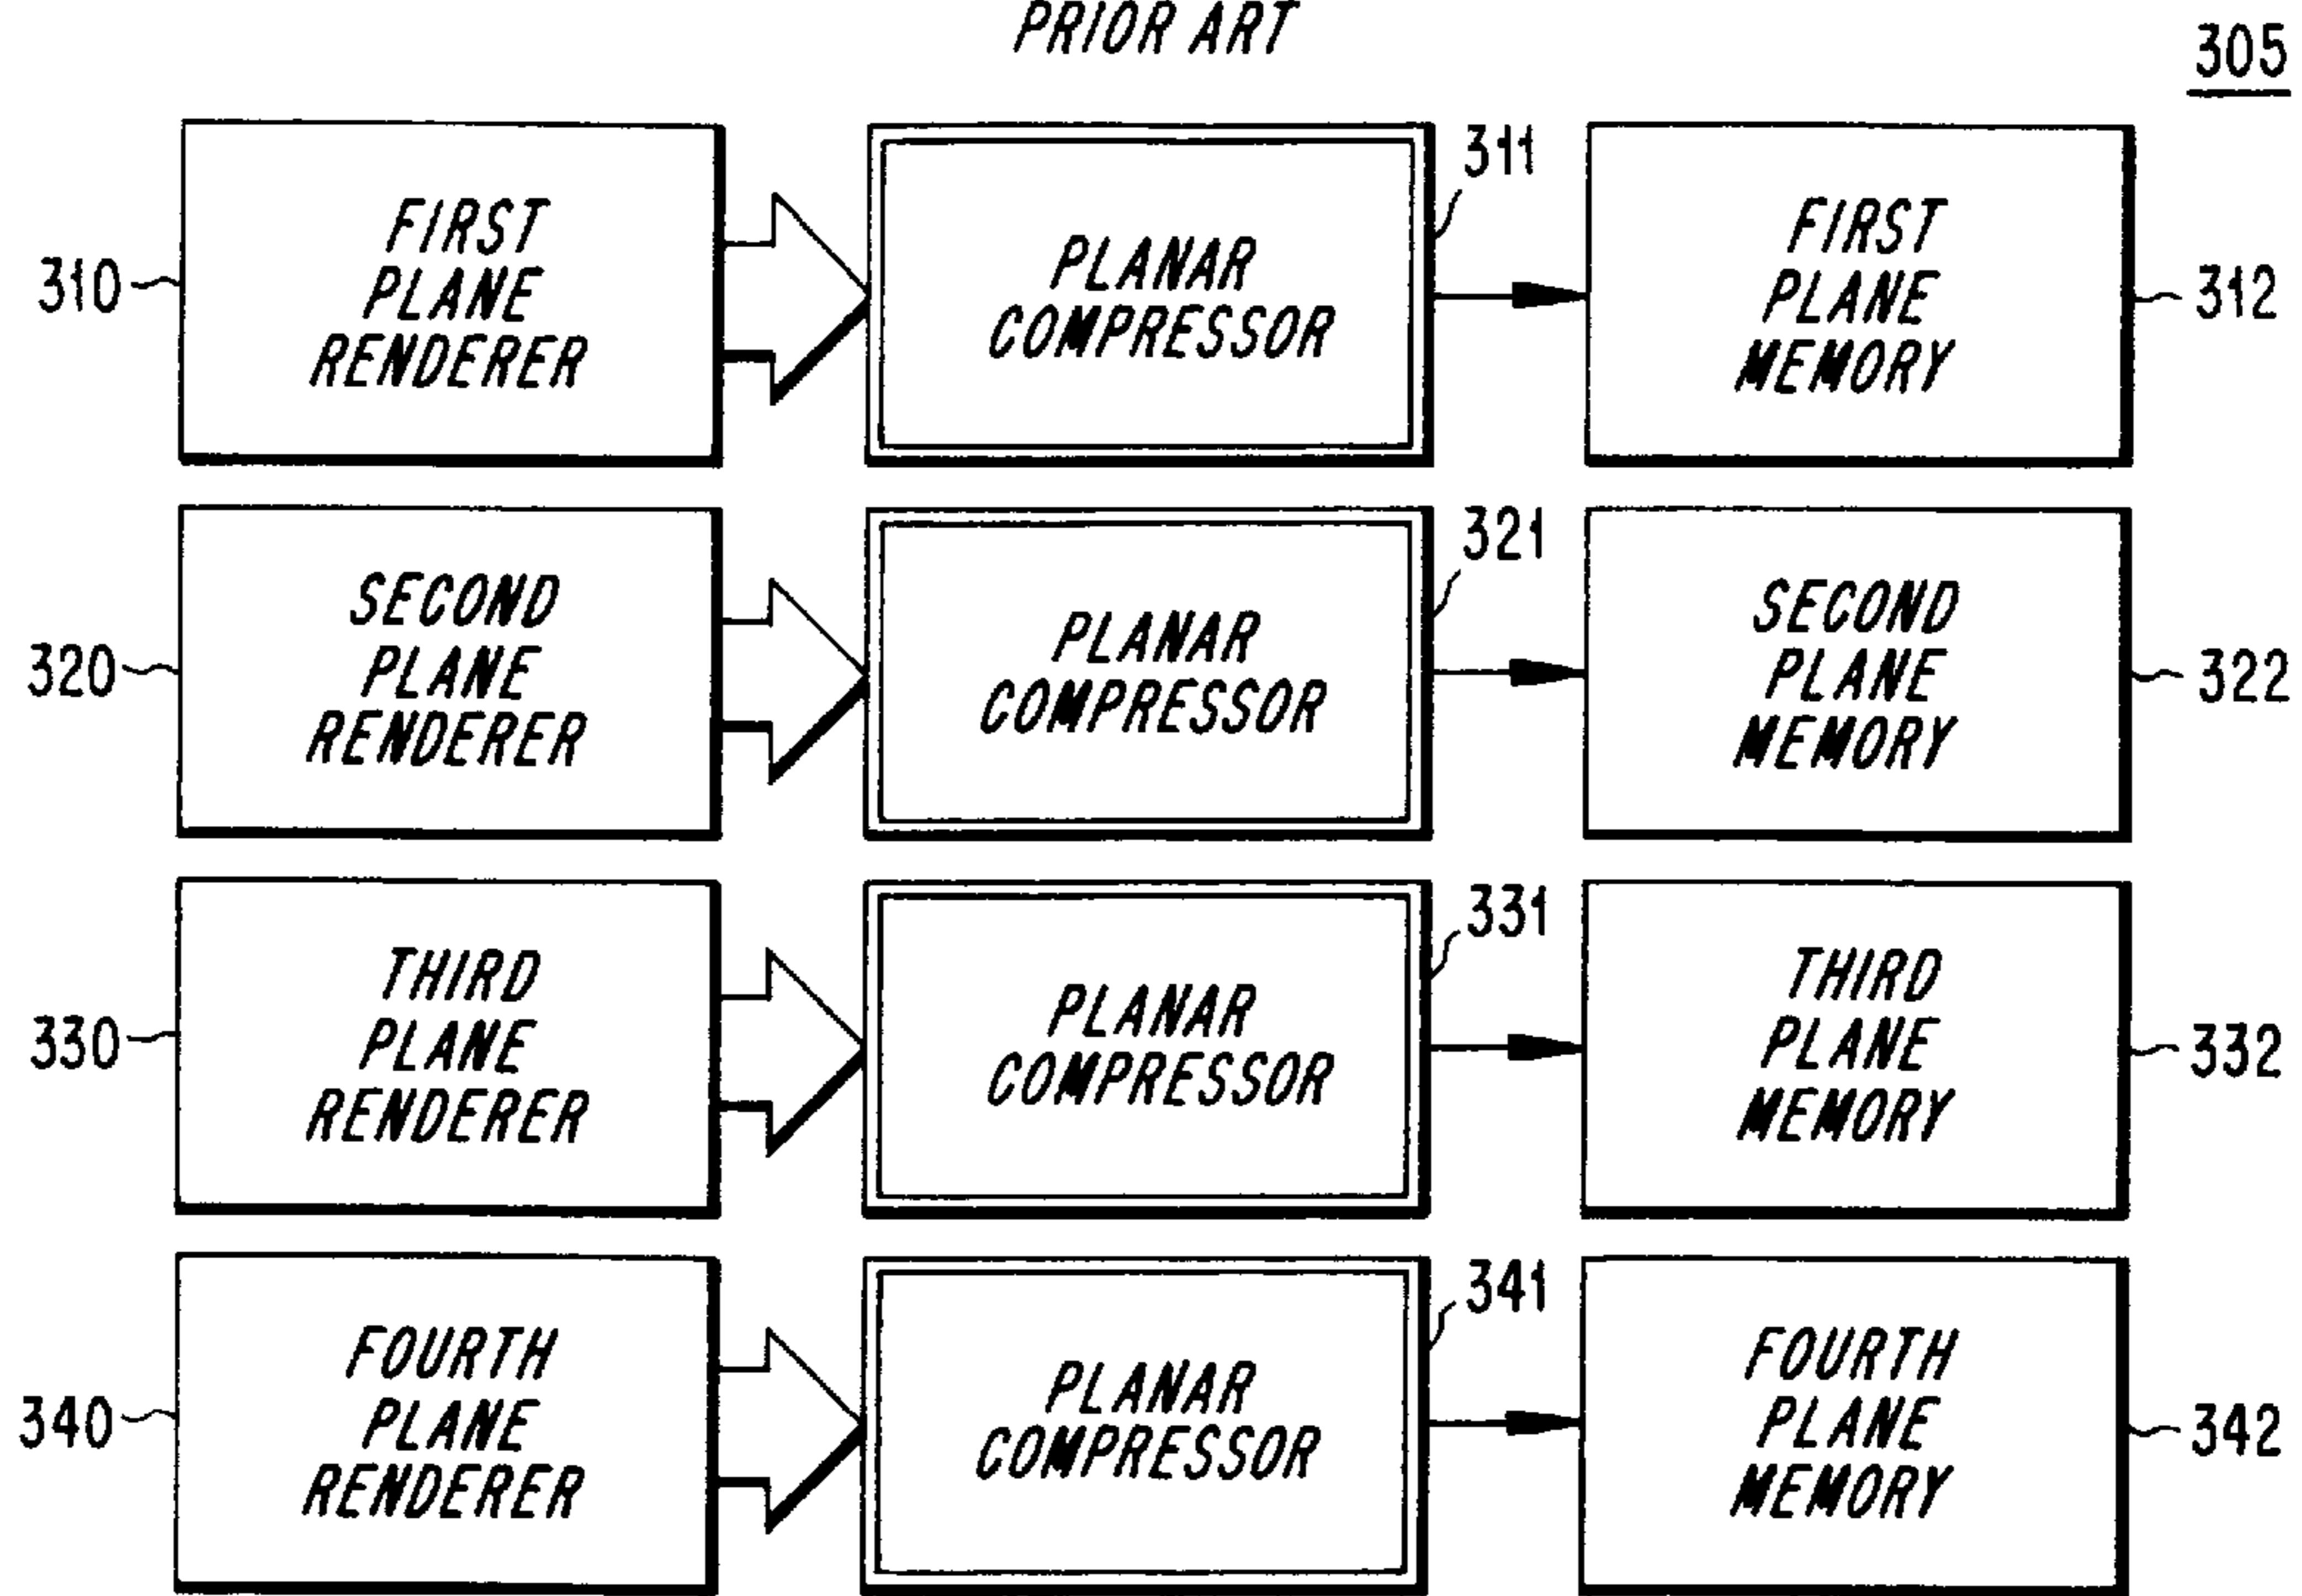 PRIOR ART
305
310
FIRST
PLANE
RENDERER
PLANAR
COMPRESSOR
311
FIRST
PLANE
MEMORY
312
320
SECOND
PLANE
RENDERER
PLANAR
COMPRESSOR
321
SECOND
PLANE
MEMORY
322
330
THIRD
PLANE
RENDERER
PLANAR
COMPRESSOR
331
THIRD
PLANE
MEMORY
332
340
FOURTH
PLANE
RENDERER
PLANAR
COMPRESSOR
341
FOURTH
PLANE
MEMORY
342